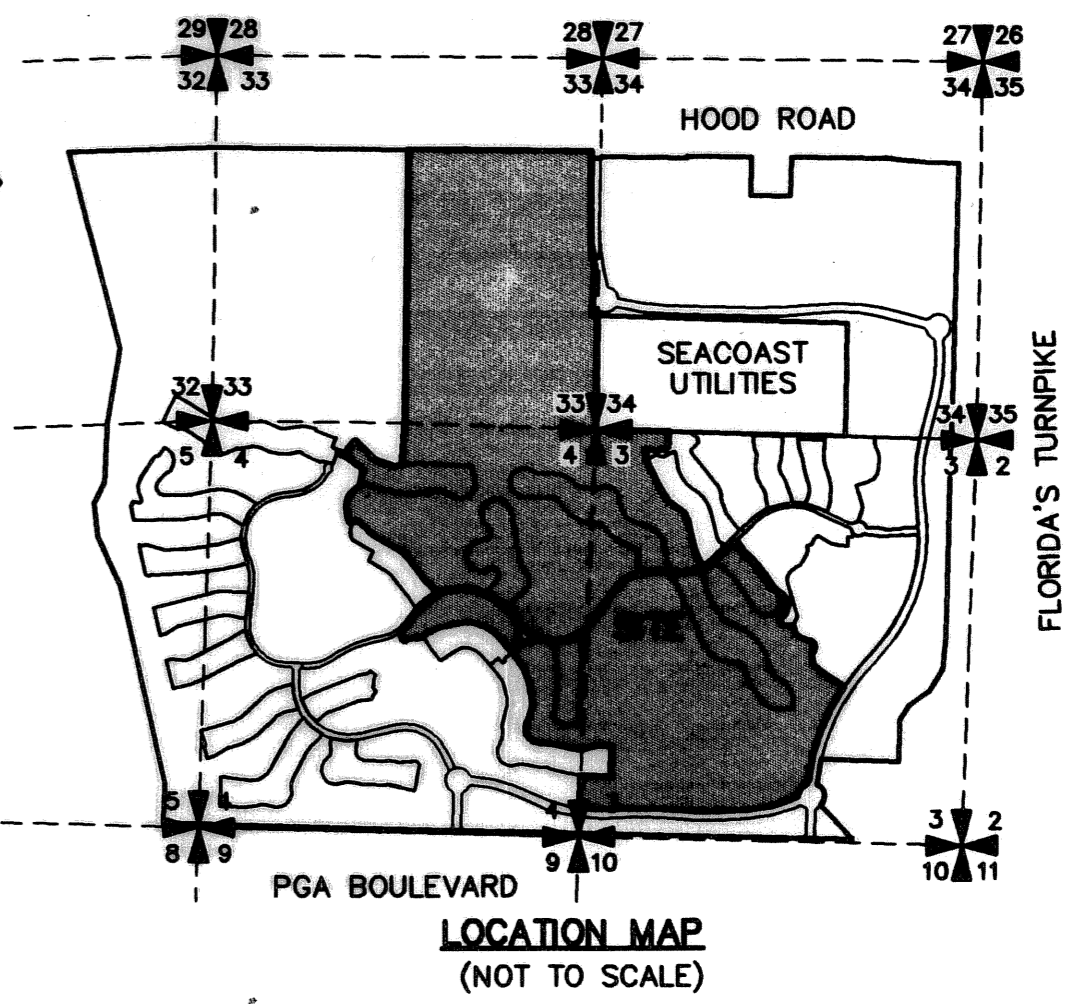 29 28
32 33
28 27
33 34
27 26
34 35
HOOD ROAD
SEACOAST
UTILITIES
32 33
5 4
33 34
4 3
34 35
3 2
FLORIDA'S TURNPIKE
SITE
5 4
8 9
4
9 10
3 2
10 11
PGA BOULEVARD
LOCATION MAP
(NOT TO SCALE)